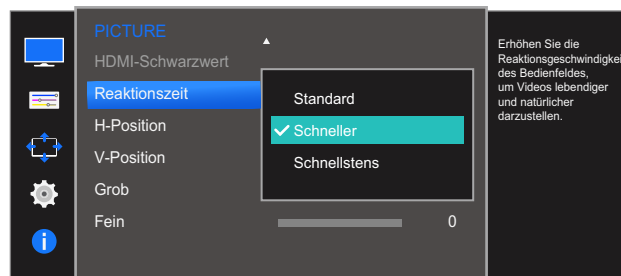 PICTURE
HDMI-Schwarzwert
Reaktionszeit
H-Position
V-Position
Grob
Fein
0
Standard
Schneller
Schnellstens
Erhöhen Sie die
Reaktionsgeschwindigkei
des Bedienfeldes,
um Videos lebendiger
und natürlicher
darzustellen.